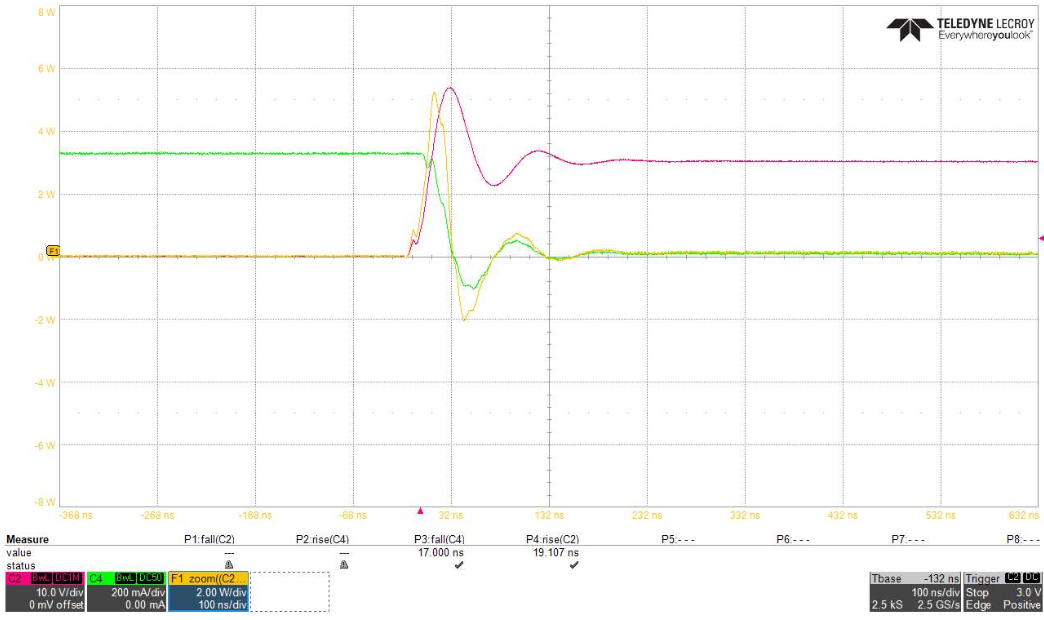 8 W
TELEDYNE LECROY
Everywhereyoulook™
6 W
4 W
2 W
F1
0 W
-2 W
-4 W
-6 W
-8 W
-368 ns -268 ns -168 ns -68 ns 32 ns 132 ns 232 ns 332 ns 432 ns 532 ns 632 ns
Measure P1:fall(C2) P2:rise(C4) P3:fall(C4) P4:rise(C2) P5:- - - P6:- - - P7:- - - P8:- - -
value --- --- 17.000 ns 19.107 ns
status
C2 BwL DC1M C4 BwL DC50 F1 zoom((C2... Tbase -132 ns Trigger C2 DC
10.0 V/div 200 mA/div 2.00 W/div 100 ns/div Stop 3.0 V
0 mV offset 0.00 mA 100 ns/div 2.5 kS 2.5 GS/s Edge Positive